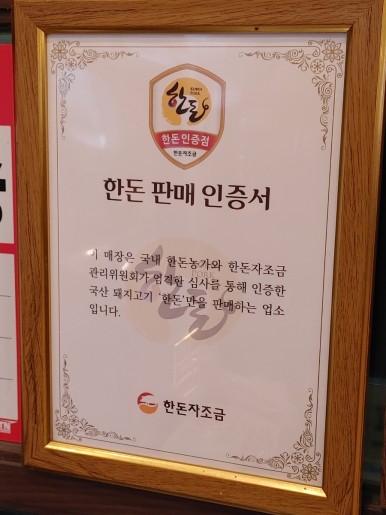 한돈
KOREA
PORK
한돈인증점
한돈자조금
한돈 판매 인증서
이 매장은 국내 한돈농가와 한돈자조금
관리위원회가 엄격한 심사를 통해 인증한
국산 돼지고기 '한돈'만을 판매하는 업소
입니다.
한돈자조금